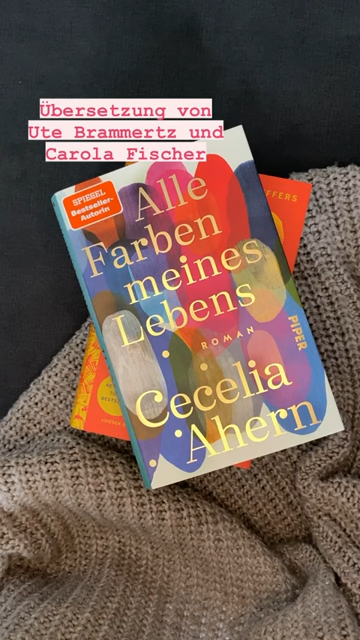 Übersetzung von
Ute Brammertz und
Carola Fischer
SPIEGEL
Bestseller-
Autorin
Alle
Farben
meines
Lebens
ROMAN
PIPER
Cecelia
Ahern